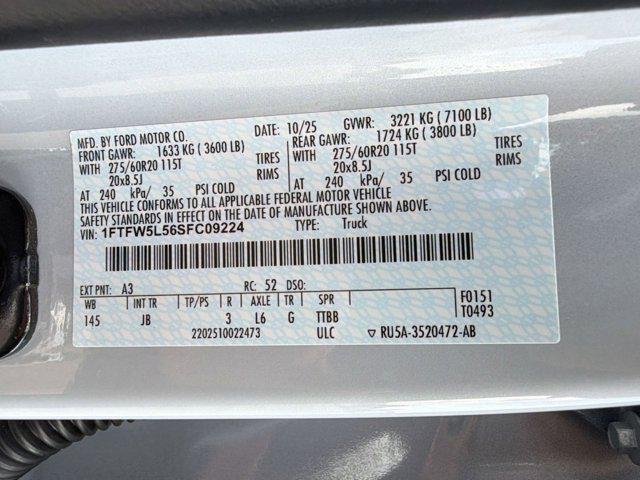 MFD. BY FORD MOTOR CO. DATE: 10/25 GVWR: 3221 KG ( 7100 LB)
FRONT GAWR: 1633 KG ( 3600 LB) REAR GAWR: 1724 KG ( 3800 LB)
WITH 275/60R20 115T TIRES WITH 275/60R20 115T TIRES
20x8.5J RIMS 20x8.5J RIMS
AT 240 kPa/ 35 PSI COLD AT 240 kPa/ 35 PSI COLD
THIS VEHICLE CONFORMS TO ALL APPLICABLE FEDERAL MOTOR VEHICLE
SAFETY STANDARDS IN EFFECT ON THE DATE OF MANUFACTURE SHOWN ABOVE.
VIN: 1FTFW5L56SFC09224 TYPE: Truck
EXT PNT: A3 RC: 52 DSO:
WB INT TR TP/PS R AXLE TR SPR F0151
145 JB 3 L6 G TTBB T0493
2202510022473 ULC ▽ RU5A-3520472-AB